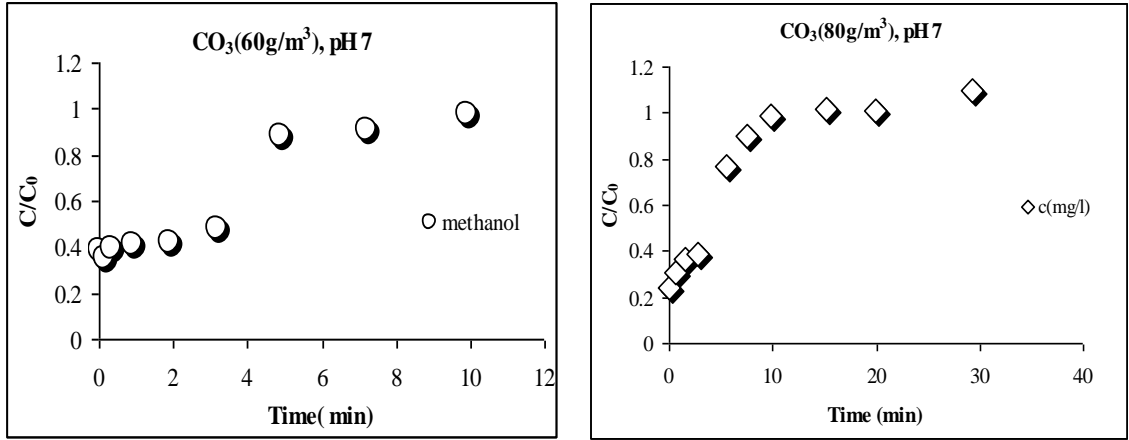 CO₃(60g/m³), pH 7
1.2
1
0.8
0.6
0.4
0.2
0
C/C₀
0 2 4 6 8 10 12
Time( min)
methanol
CO₃(80g/m³), pH7
1.2
1
0.8
0.6
0.4
0.2
0
C/C₀
0 10 20 30 40
Time (min)
c(mg/l)